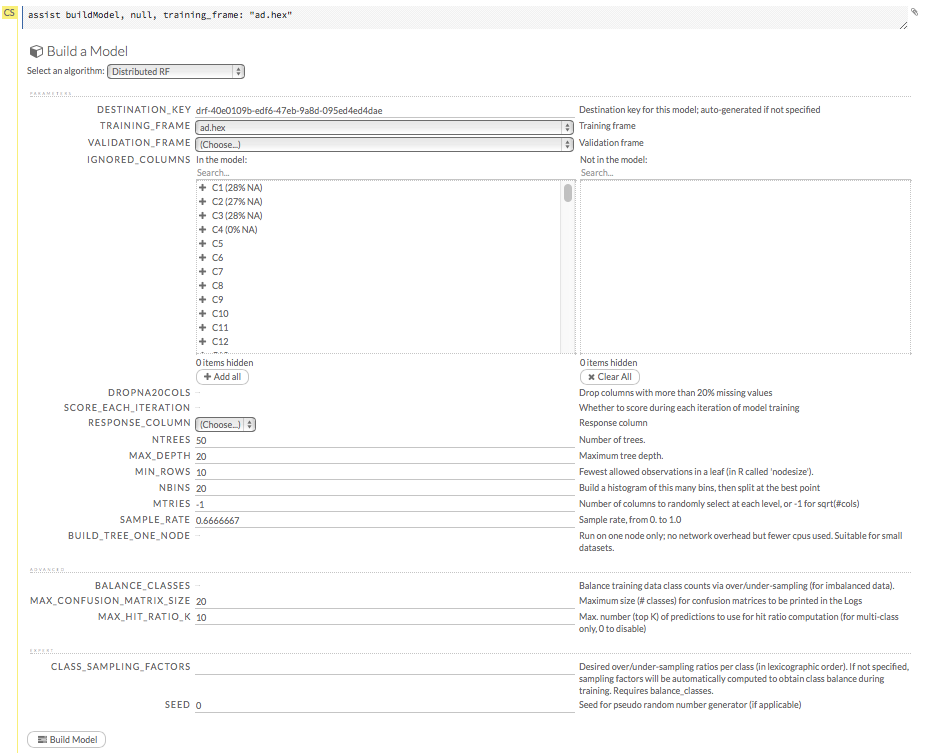 CS
assist buildModel, null, training_frame: "ad.hex"
Build a Model
Select an algorithm: Distributed RF
PARAMETERS
DESTINATION_KEY drf-40e0109b-edf6-47eb-9a8d-095ed4ed4dae Destination key for this model; auto-generated if not specified
TRAINING_FRAME ad.hex Training frame
VALIDATION_FRAME (Choose...) Validation frame
IGNORED_COLUMNS In the model: Not in the model:
Search... Search...
C1 (28% NA)
C2 (27% NA)
C3 (28% NA)
C4 (0% NA)
C5
C6
C7
C8
C9
C10
C11
C12
0 items hidden 0 items hidden
Add all Clear All
DROPNA20COLS Drop columns with more than 20% missing values
SCORE_EACH_ITERATION Whether to score during each iteration of model training
RESPONSE_COLUMN (Choose...) Response column
NTREES 50 Number of trees.
MAX_DEPTH 20 Maximum tree depth.
MIN_ROWS 10 Fewest allowed observations in a leaf (in R called 'nodesize').
NBINS 20 Build a histogram of this many bins, then split at the best point
MTRIES -1 Number of columns to randomly select at each level, or -1 for sqrt(#cols)
SAMPLE_RATE 0.6666667 Sample rate, from 0. to 1.0
BUILD_TREE_ONE_NODE Run on one node only; no network overhead but fewer cpus used. Suitable for small
datasets.
ADVANCED
BALANCE_CLASSES Balance training data class counts via over/under-sampling (for imbalanced data).
MAX_CONFUSION_MATRIX_SIZE 20 Maximum size (# classes) for confusion matrices to be printed in the Logs
MAX_HIT_RATIO_K 10 Max. number (top K) of predictions to use for hit ratio computation (for multi-class
only, 0 to disable)
EXPERT
CLASS_SAMPLING_FACTORS Desired over/under-sampling ratios per class (in lexicographic order). If not specified,
sampling factors will be automatically computed to obtain class balance during
training. Requires balance_classes.
SEED 0 Seed for pseudo random number generator (if applicable)
Build Model